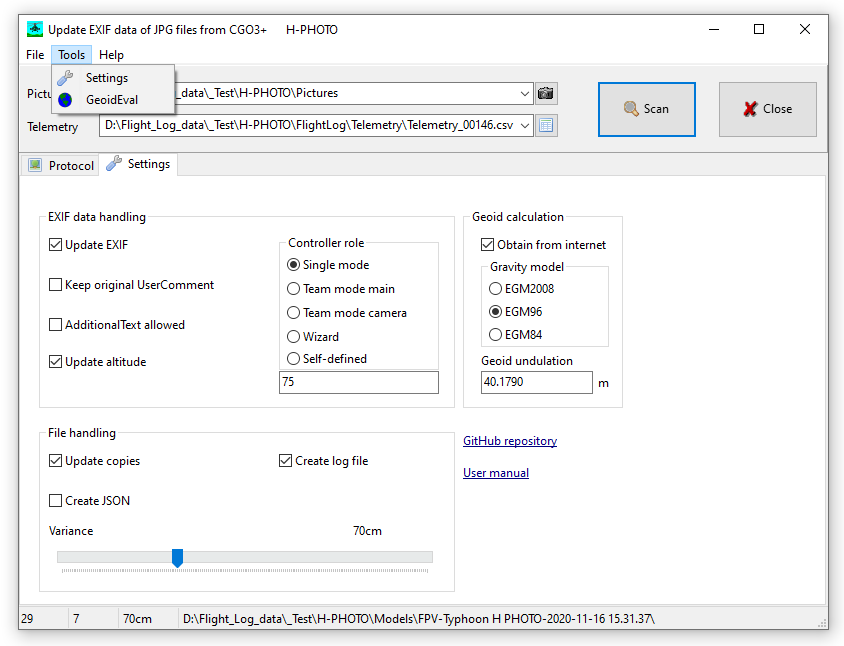 Update EXIF data of JPG files from CGO3+ H-PHOTO
File Tools Help
Settings
GeoidEval
_data\_Test\H-PHOTO\Pictures
Telemetry D:\Flight_Log_data\_Test\H-PHOTO\FlightLog\Telemetry\Telemetry_00146.csv
Scan
Close
Protocol Settings
EXIF data handling
Update EXIF
Keep original UserComment
AdditionalText allowed
Update altitude
Controller role
Single mode
Team mode main
Team mode camera
Wizard
Self-defined
75
Geoid calculation
Obtain from internet
Gravity model
EGM2008
EGM96
EGM84
Geoid undulation
40.1790 m
File handling
Update copies Create log file
Create JSON
Variance 70cm
GitHub repository
User manual
29 7 70cm D:\Flight_Log_data\_Test\H-PHOTO\Models\FPV-Typhoon H PHOTO-2020-11-16 15.31.37\